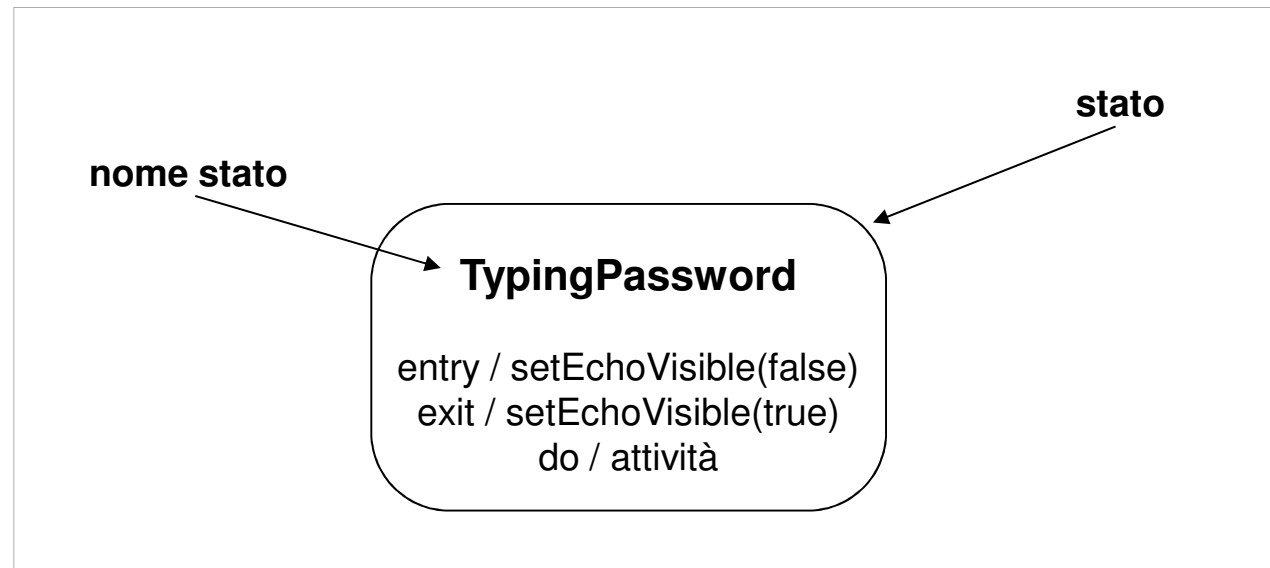 stato
nome stato
TypingPassword
entry / setEchoVisible(false)
exit / setEchoVisible(true)
do / attività